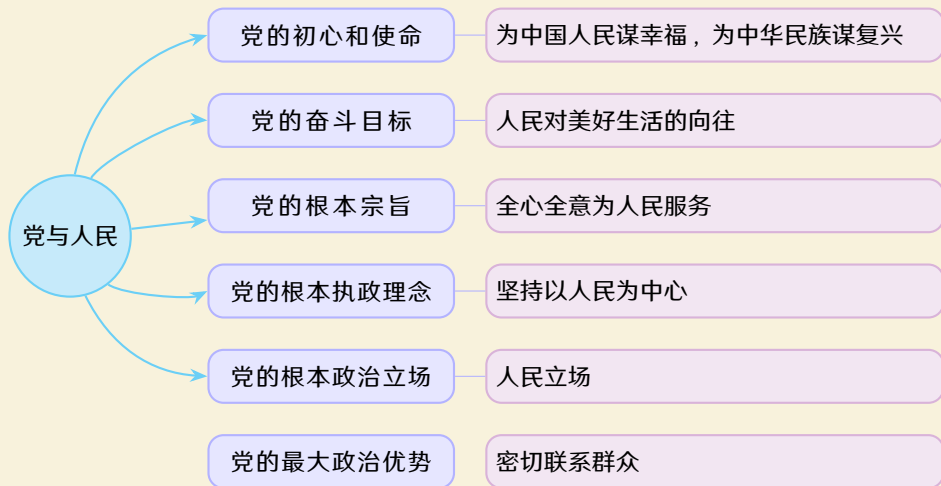 党的初心和使命
为中国人民谋幸福，为中华民族谋复兴
党的奋斗目标
人民对美好生活的向往
党的根本宗旨
全心全意为人民服务
党与人民
党的根本执政理念
坚持以人民为中心
党的根本政治立场
人民立场
党的最大政治优势
密切联系群众